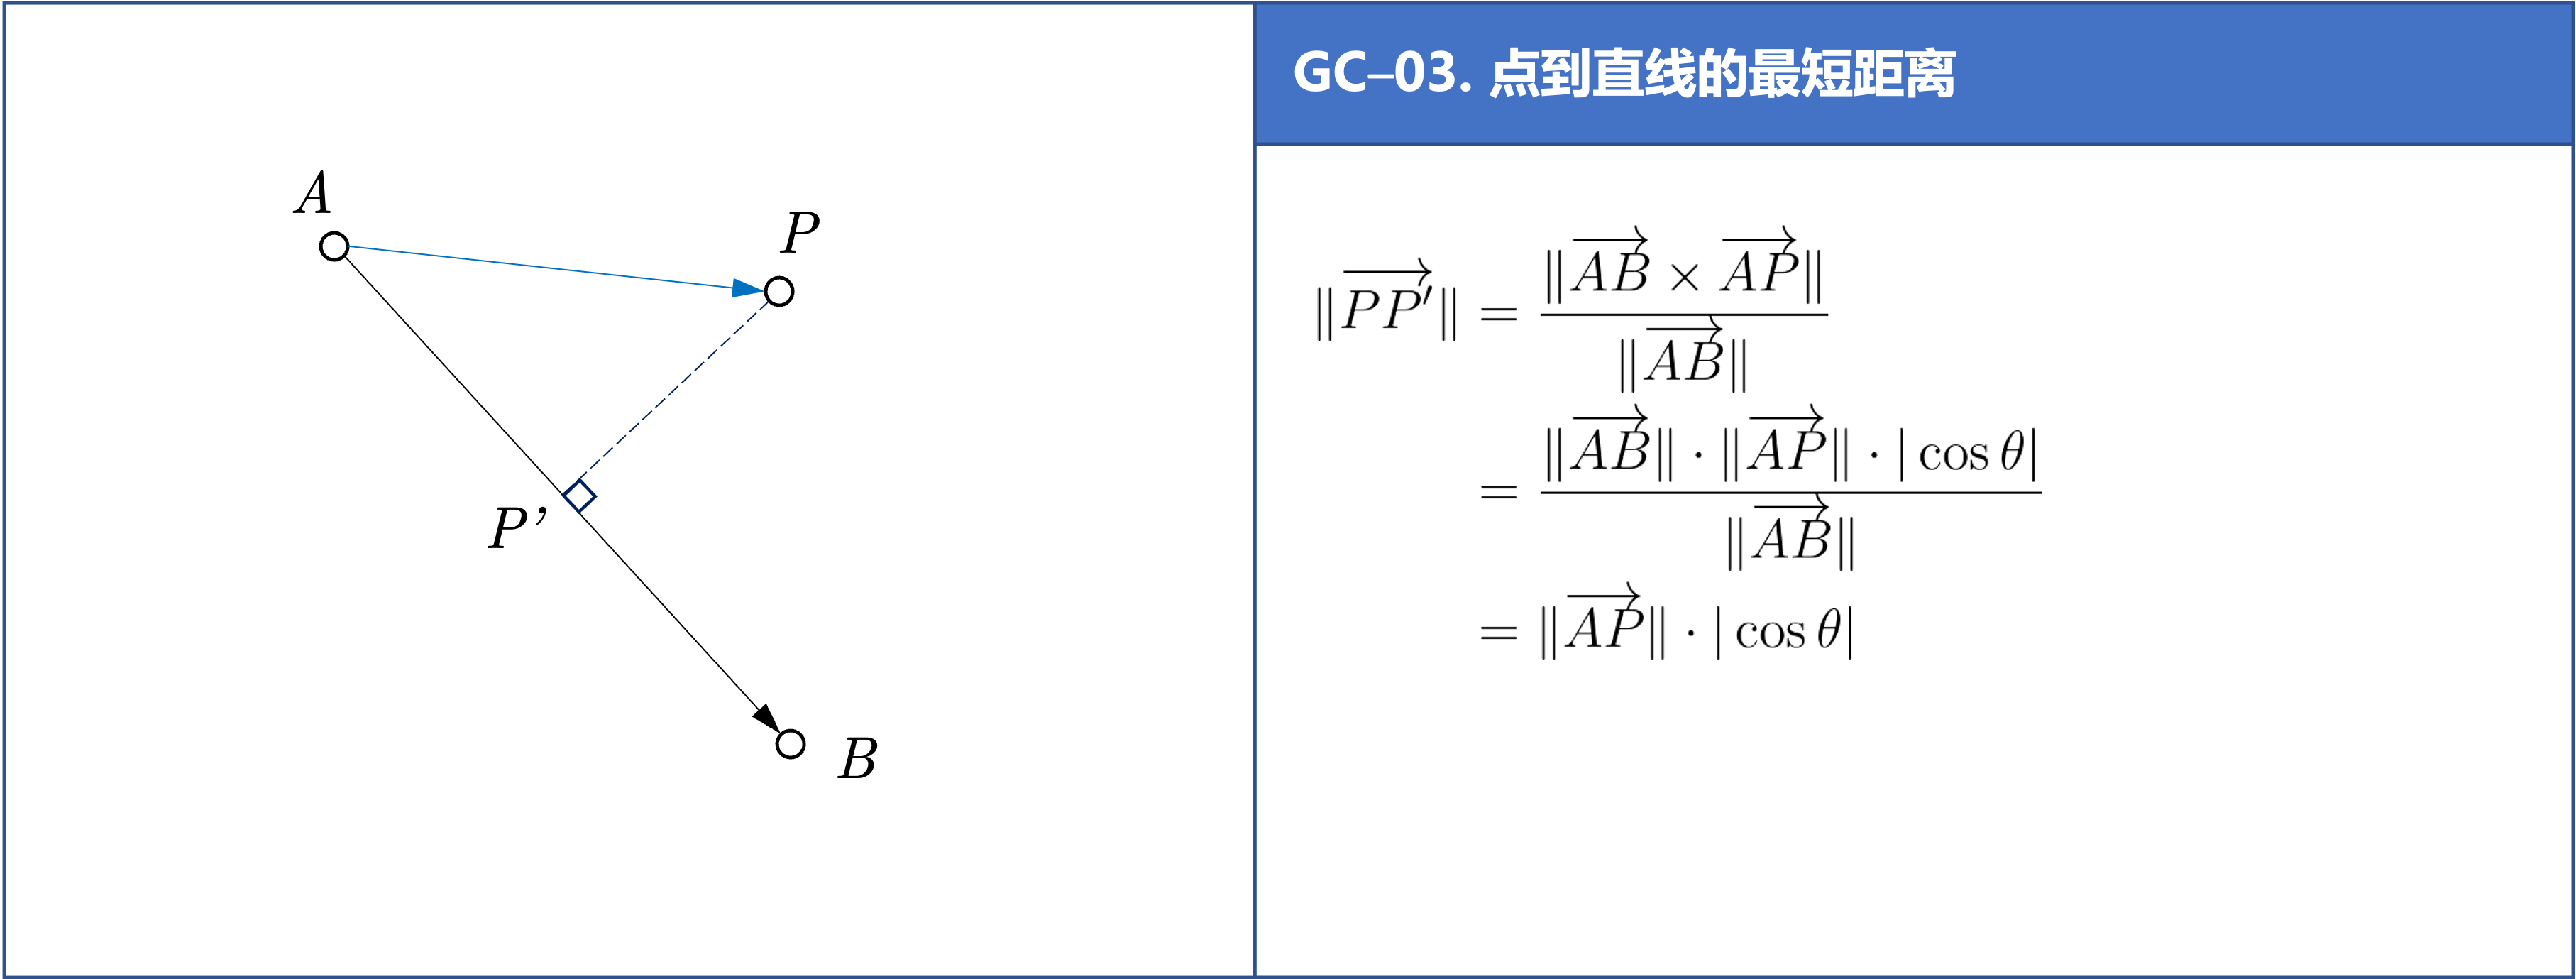 A
P
P’
B
GC–03. 点到直线的最短距离
$\|\overrightarrow{PP'}\| = \frac{\|\overrightarrow{AB} \times \overrightarrow{AP}\|}{\|\overrightarrow{AB}\|}$
$= \frac{\|\overrightarrow{AB}\| \cdot \|\overrightarrow{AP}\| \cdot |\cos\theta|}{\|\overrightarrow{AB}\|}$
$= \|\overrightarrow{AP}\| \cdot |\cos\theta|$